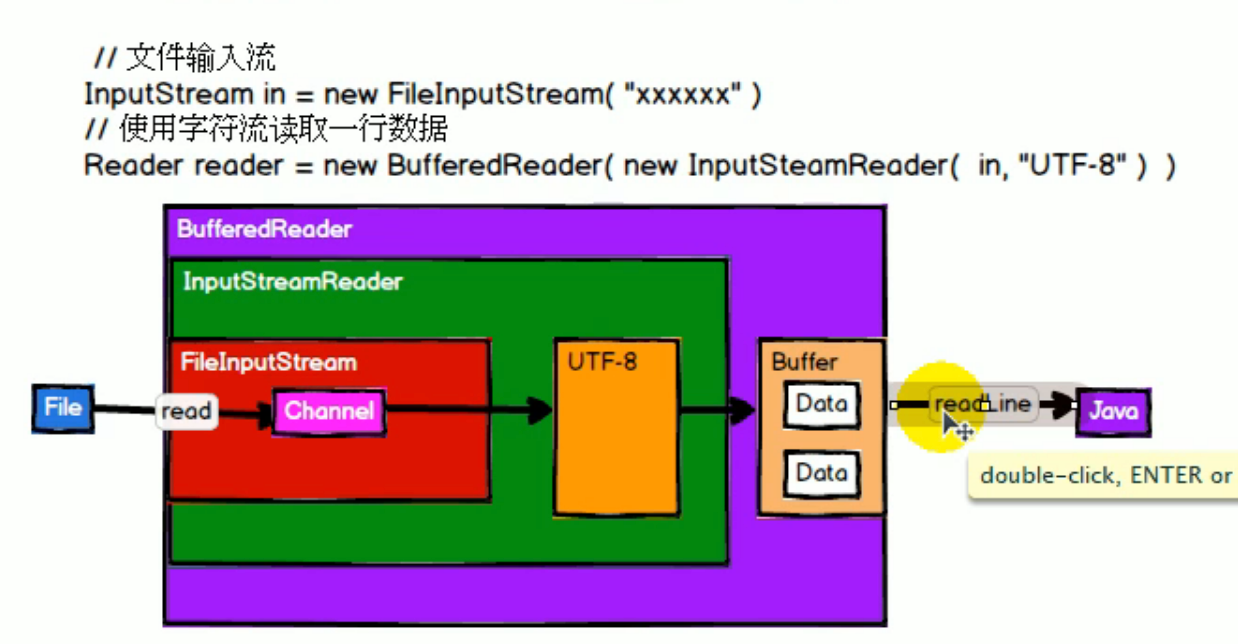 // 文件输入流
InputStream in = new FileInputStream( "xxxxxx" )
// 使用字符流读取一行数据
Reader reader = new BufferedReader( new InputSteamReader(  in, "UTF-8" )  )
BufferedReader
InputStreamReader
FileInputStream
UTF-8
Buffer
File
read
Channel
Data
readLine
Java
Data
double-click, ENTER or